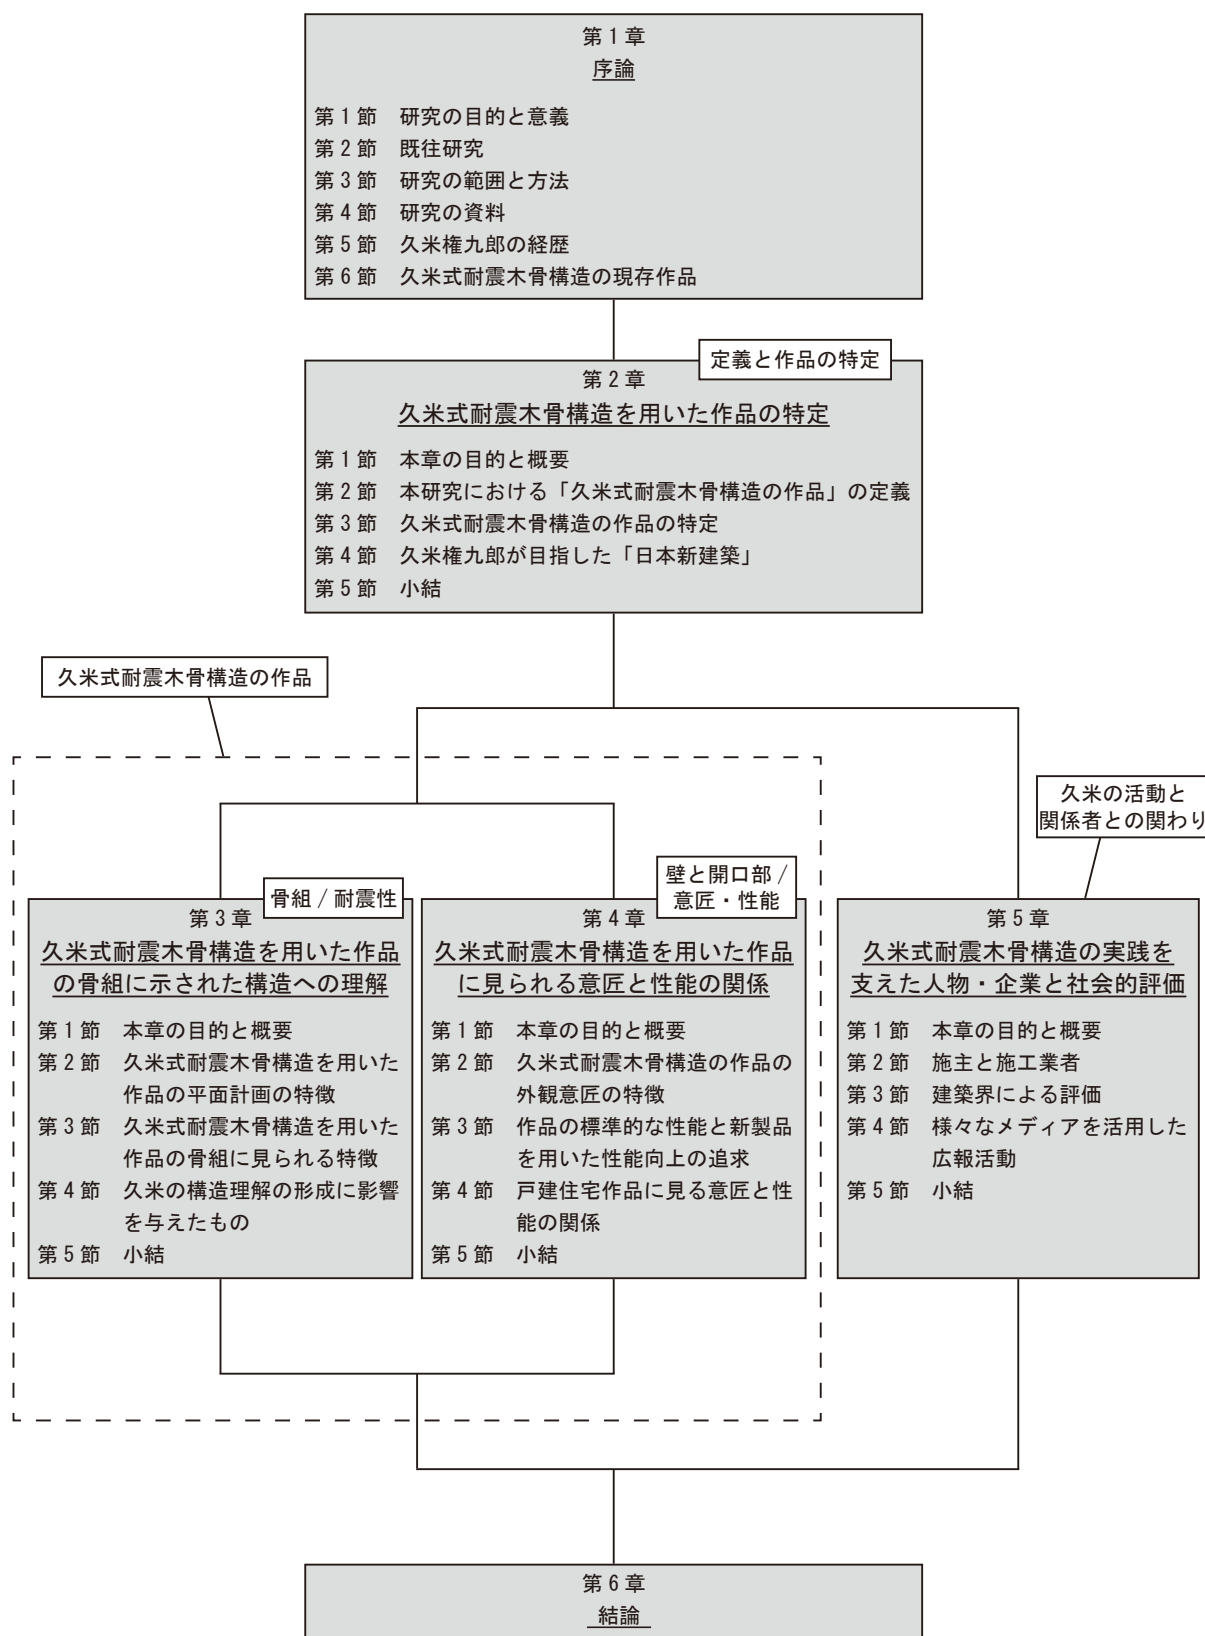 第1章
序論
第1節 研究の目的と意義
第2節 既往研究
第3節 研究の範囲と方法
第4節 研究の資料
第5節 久米権九郎の経歴
第6節 久米式耐震木骨構造の現存作品
定義と作品の特定
第2章
久米式耐震木骨構造を用いた作品の特定
第1節 本章の目的と概要
第2節 本研究における「久米式耐震木骨構造の作品」の定義
第3節 久米式耐震木骨構造の作品の特定
第4節 久米権九郎が目指した「日本新建築」
第5節 小結
久米式耐震木骨構造の作品
骨組 / 耐震性
第3章
久米式耐震木骨構造を用いた作品
の骨組に示された構造への理解
第1節 本章の目的と概要
第2節 久米式耐震木骨構造を用いた
作品の平面計画の特徴
第3節 久米式耐震木骨構造を用いた
作品の骨組に見られる特徴
第4節 久米の構造理解の形成に影響
を与えたもの
第5節 小結
壁と開口部 /
意匠・性能
第4章
久米式耐震木骨構造を用いた作品
に見られる意匠と性能の関係
第1節 本章の目的と概要
第2節 久米式耐震木骨構造の作品の
外観意匠の特徴
第3節 作品の標準的な性能と新製品
を用いた性能向上の追求
第4節 戸建住宅作品に見る意匠と性
能の関係
第5節 小結
久米の活動と
関係者との関わり
第5章
久米式耐震木骨構造の実践を
支えた人物・企業と社会的評価
第1節 本章の目的と概要
第2節 施主と施工業者
第3節 建築界による評価
第4節 様々なメディアを活用した
広報活動
第5節 小結
第6章
結論